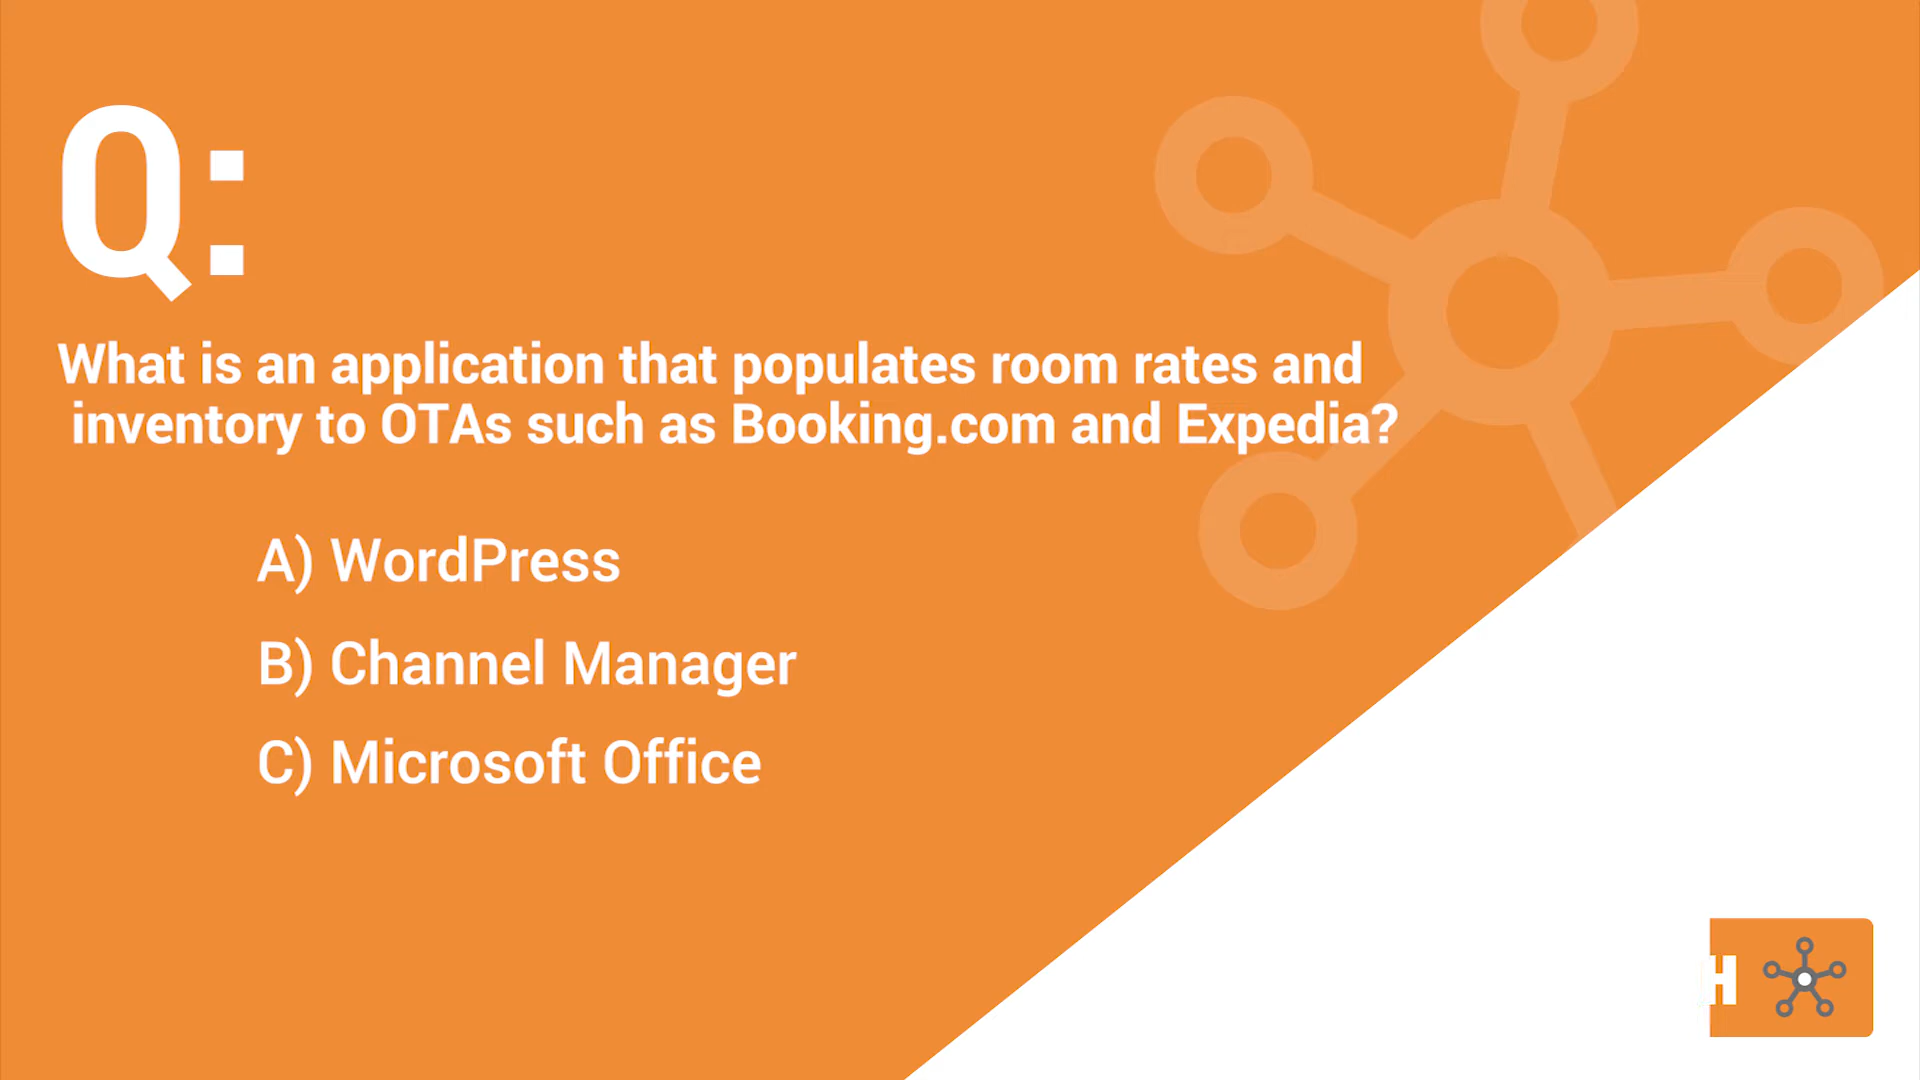 Q:
What is an application that populates room rates and
inventory to OTAs such as Booking.com and Expedia?
A) WordPress
B) Channel Manager
C) Microsoft Office
H